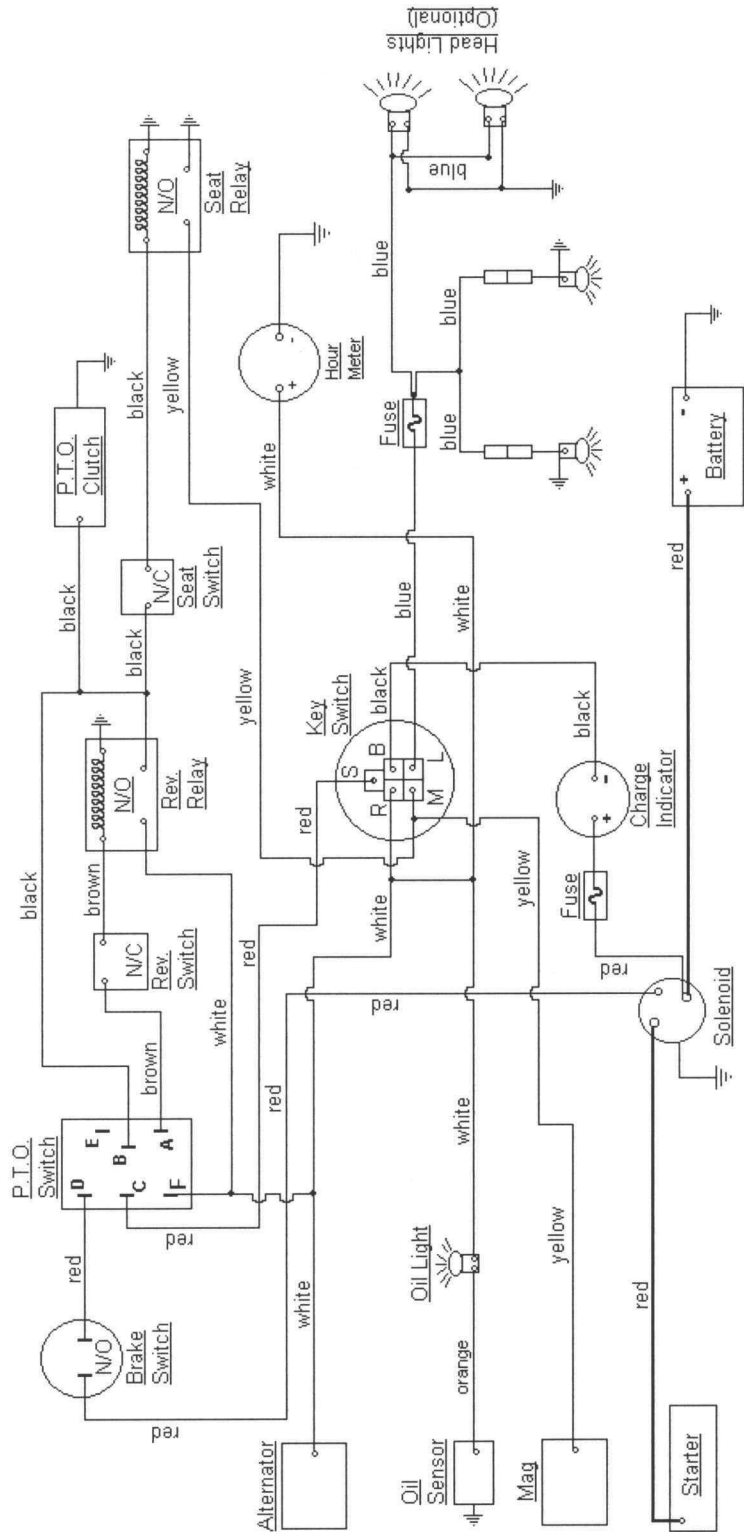 P.T.O.
Switch
D
E
B
C
A
F
red
N/O
Brake
Switch
red
red
black
brown
N/C
Rev.
Switch
brown
N/O
Rev.
Relay
black
P.T.O.
Clutch
black
N/C
Seat
Switch
black
N/O
Seat
Relay
yellow
yellow
white
red
red
red
white
white
Alternator
Key
Switch
S
R
B
M
L
red
black
blue
white
white
Hour
Meter
+
-
Fuse
blue
blue
blue
blue
Head Lights
(Optional)
orange
Oil Light
white
Oil
Sensor
Mag
yellow
yellow
black
+
-
Charge
Indicator
Fuse
red
Solenoid
red
red
Starter
+
-
Battery